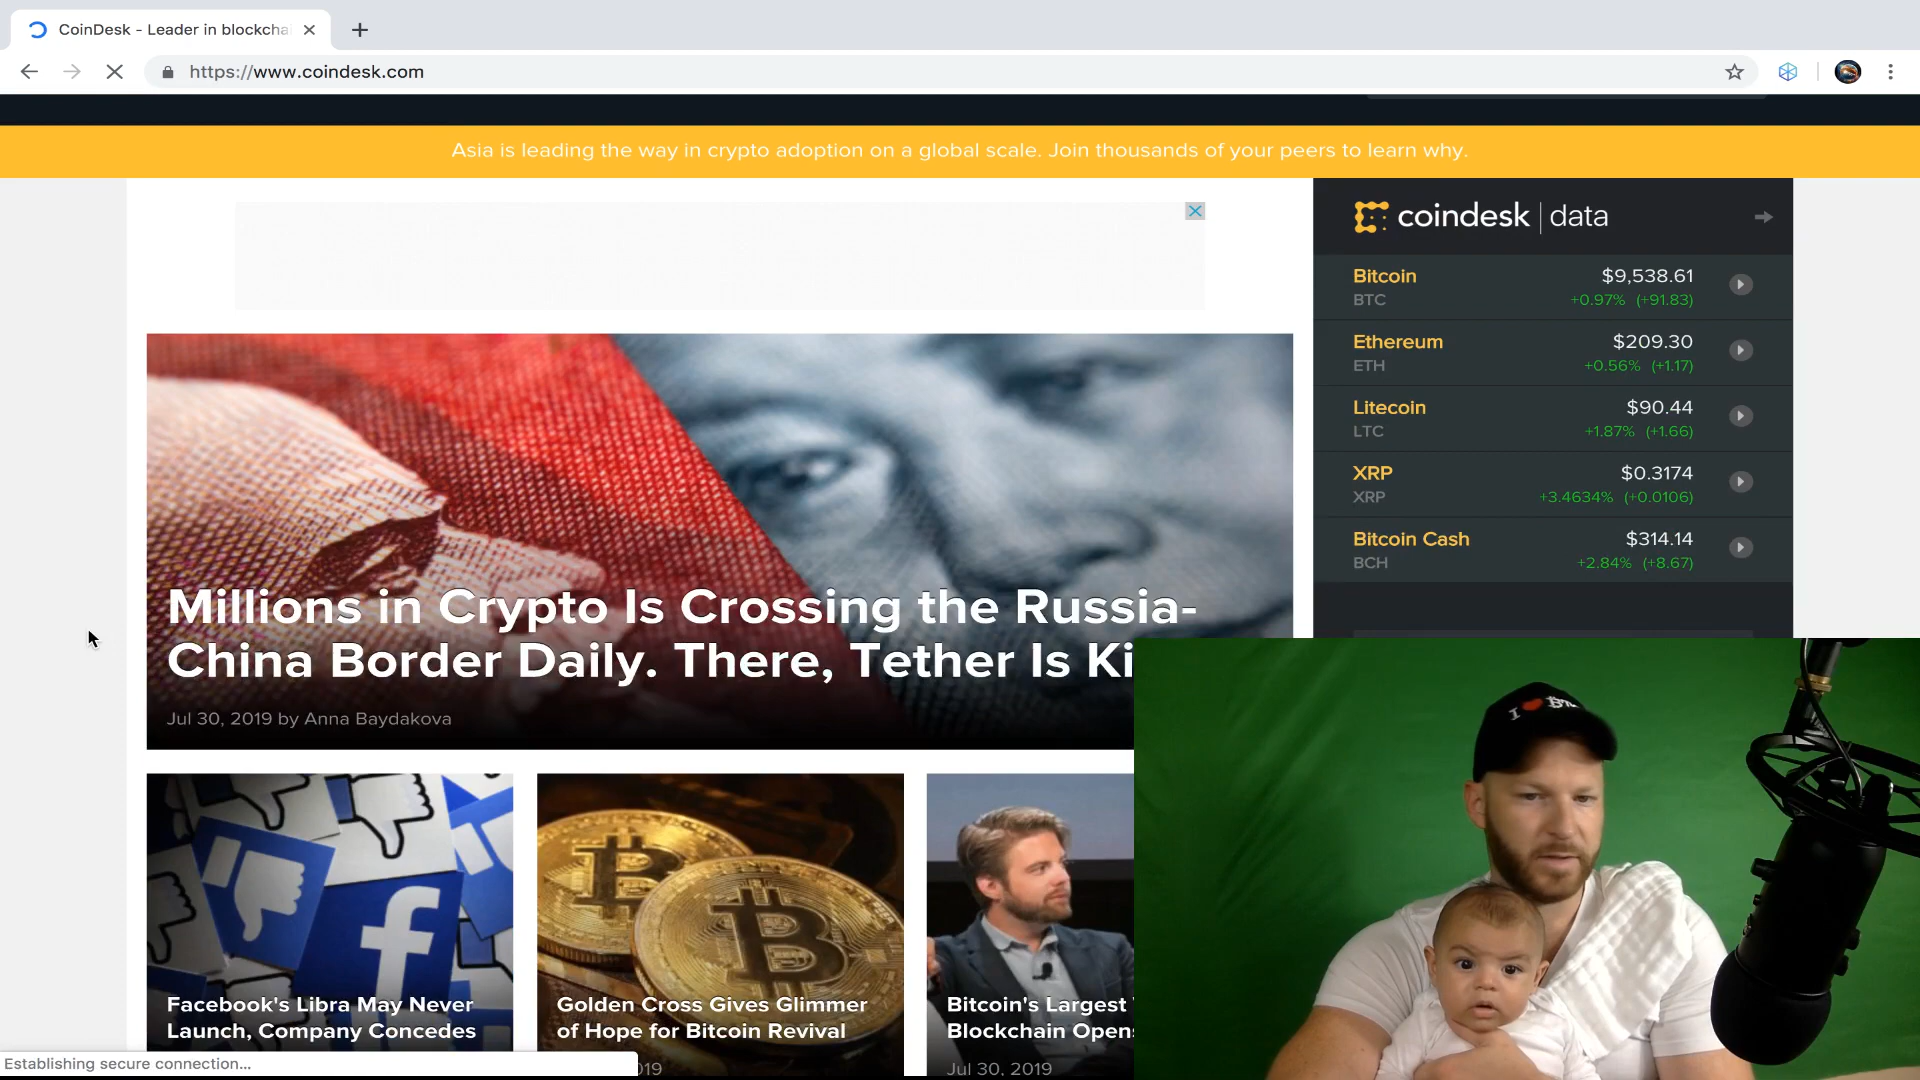 CoinDesk - Leader in blockcha
https://www.coindesk.com
Asia is leading the way in crypto adoption on a global scale. Join thousands of your peers to learn why.
coindesk | data
Bitcoin $9,538.61
BTC +0.97% (+91.83)
Ethereum $209.30
ETH +0.56% (+1.17)
Litecoin $90.44
LTC +1.87% (+1.66)
XRP $0.3174
XRP +3.4634% (+0.0106)
Bitcoin Cash $314.14
BCH +2.84% (+8.67)
Millions in Crypto Is Crossing the Russia-
China Border Daily. There, Tether Is Ki
Jul 30, 2019 by Anna Baydakova
Facebook's Libra May Never
Launch, Company Concedes
Golden Cross Gives Glimmer
of Hope for Bitcoin Revival
019
Bitcoin's Largest
Blockchain Opens
Jul 30, 2019
Establishing secure connection...
I